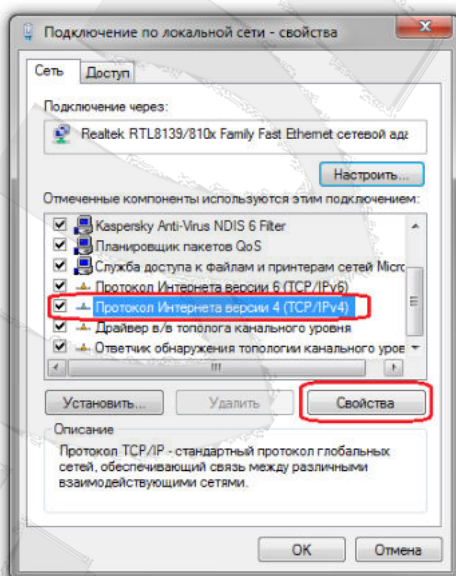 Подключение по локальной сети - свойства
Сеть Доступ
Подключение через:
Realtek RTL8139/810x Family Fast Ethernet сетевой ада
Настроить...
Отмеченные компоненты используются этим подключением:
Kaspersky Anti-Virus NDIS 6 Filter
Планировщик пакетов QoS
Служба доступа к файлам и принтерам сетей Micro
Протокол Интернета версии 6 (TCP/IPv6)
Протокол Интернета версии 4 (TCP/IPv4)
Драйвер в/в тополога канального уровня
Ответчик обнаружения топологии канального уров
Установить... Удалить Свойства
Описание
Протокол TCP/IP - стандартный протокол глобальных
сетей, обеспечивающий связь между различными
взаимодействующими сетями.
OK Отмена